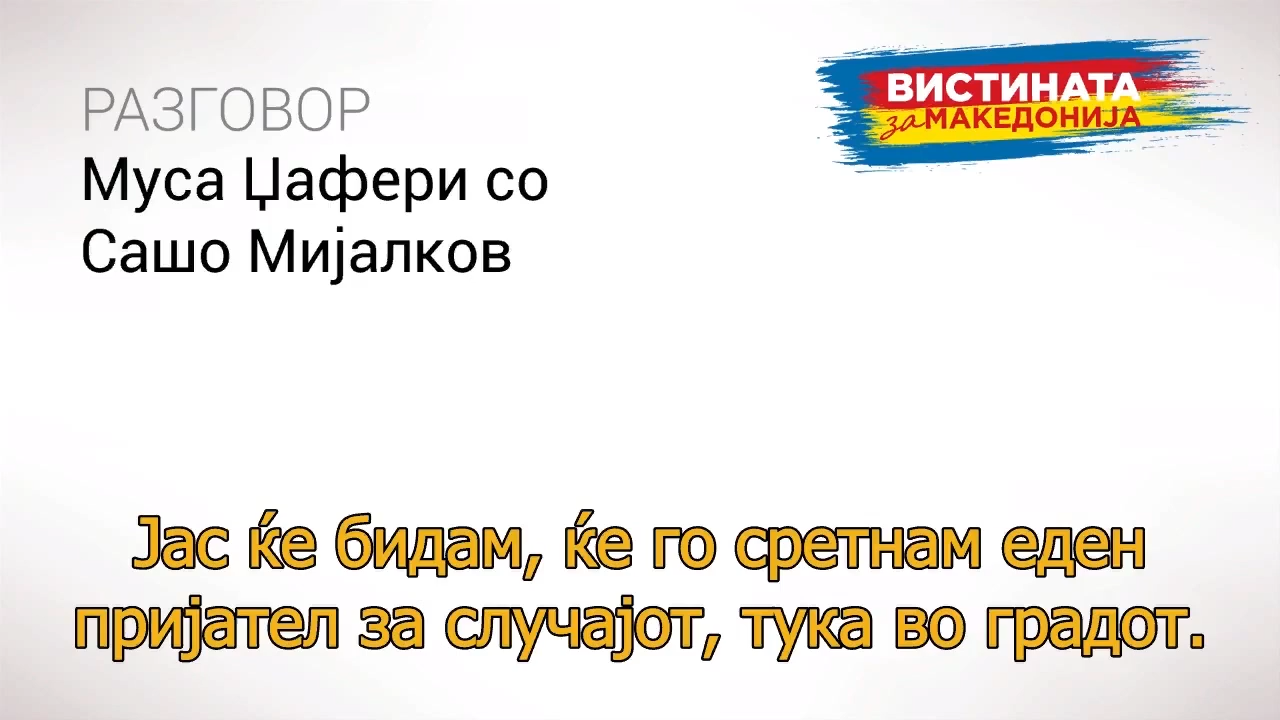 РАЗГОВОР
Муса Џафери со
Сашо Мијалков
ВИСТИНАТА
за МАКЕДОНИЈА
Јас ќе бидам, ќе го сретнам еден
пријател за случајот, тука во градот.